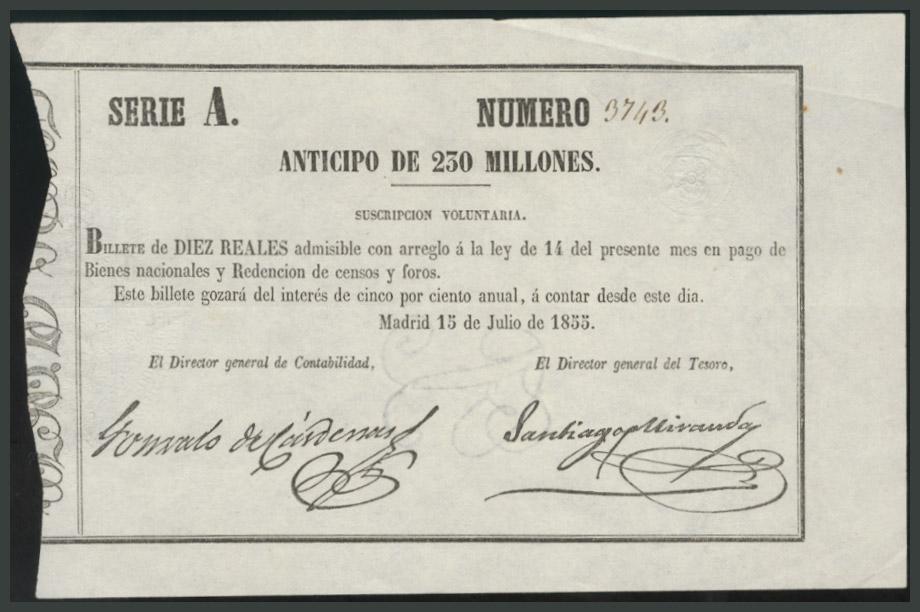 SERIE A. NUMERO 3743.
ANTICIPO DE 230 MILLONES.
SUSCRIPCION VOLUNTARIA.
BILLETE de DIEZ REALES admisible con arreglo á la ley de 14 del presente mes en pago de
Bienes nacionales y Redencion de censos y foros.
Este billete gozará del interés de cinco por ciento anual, á contar desde este dia.
Madrid 15 de Julio de 1855.
El Director general de Contabilidad, El Director general del Tesoro,
Gonzalo de Cárdenas Santiago Miranda